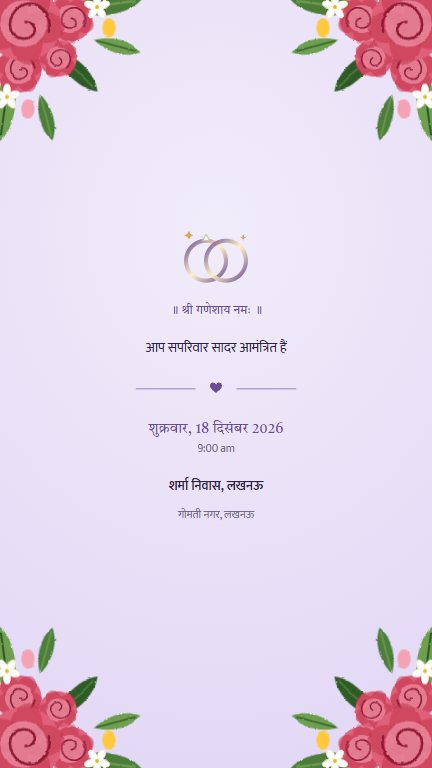 ॥ श्री गणेशाय नमः ॥
आप सपरिवार सादर आमंत्रित हैं
शुक्रवार, 18 दिसंबर 2026
9:00 am
शर्मा निवास, लखनऊ
गोमती नगर, लखनऊ